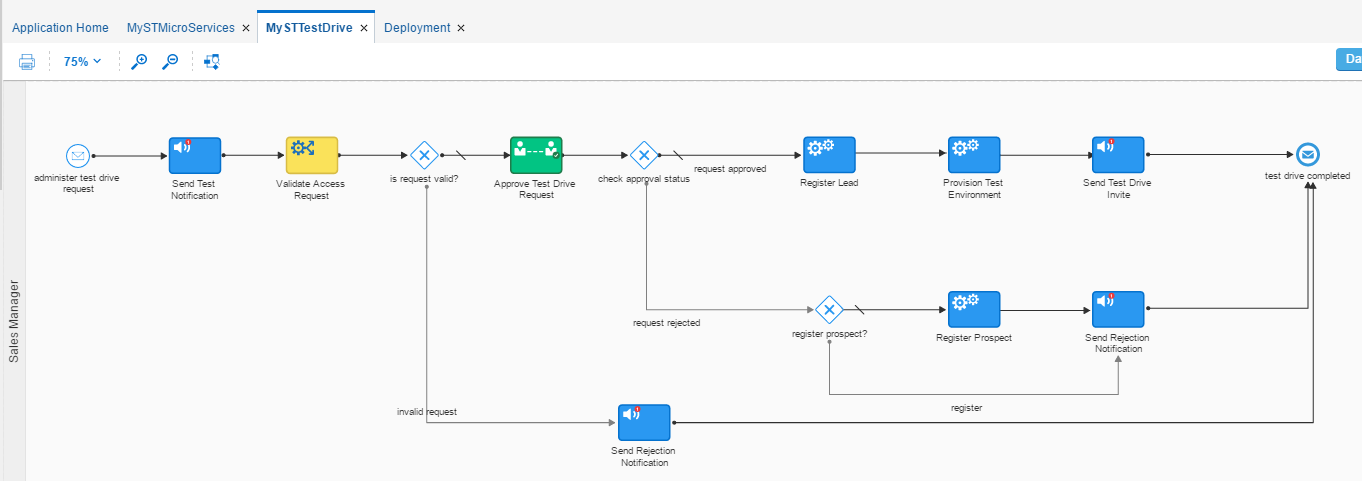 Application Home MySTMicroServices × MySTTestDrive × Deployment ×
75%
Da
administer test drive
request
Send Test
Notification
Validate Access
Request
is request valid?
Approve Test Drive
Request
check approval status
request approved
Register Lead
Provision Test
Environment
Send Test Drive
Invite
test drive completed
Sales Manager
request rejected
register prospect?
Register Prospect
Send Rejection
Notification
register
invalid request
Send Rejection
Notification